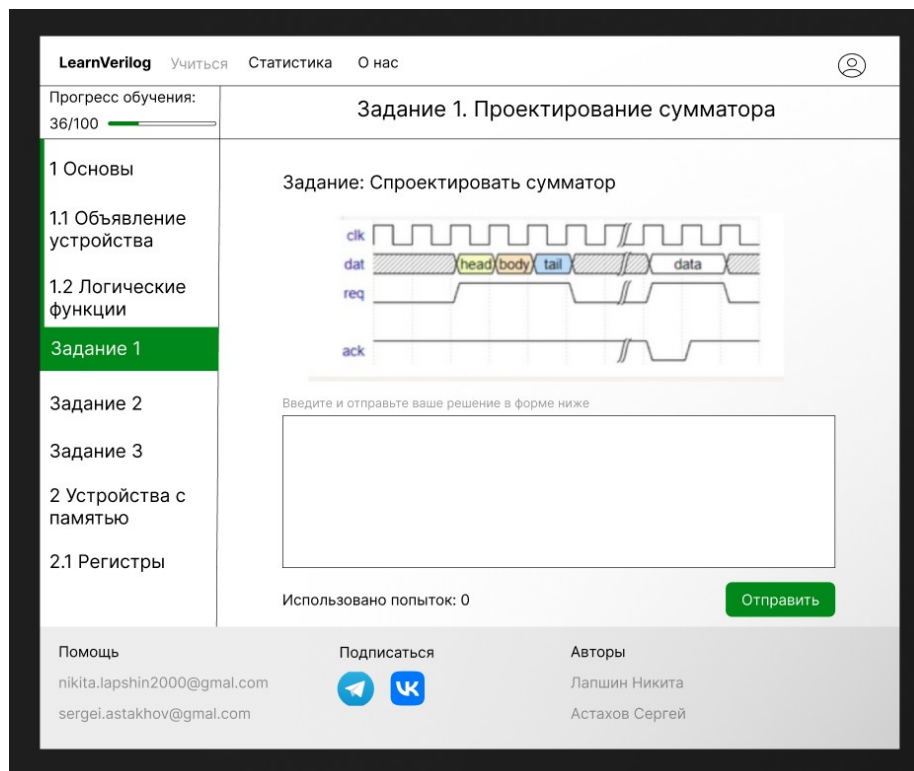 LearnVerilog Учиться Статистика О нас
Прогресс обучения:
36/100
Задание 1. Проектирование сумматора
1 Основы
1.1 Объявление
устройства
1.2 Логические
функции
Задание 1
Задание 2
Задание 3
2 Устройства с
памятью
2.1 Регистры
Задание: Спроектировать сумматор
clk
dat head body tail data
req
ack
Введите и отправьте ваше решение в форме ниже
Использовано попыток: 0
Отправить
Помощь
nikita.lapshin2000@gmal.com
sergei.astakhov@gmal.com
Подписаться
Авторы
Лапшин Никита
Астахов Сергей